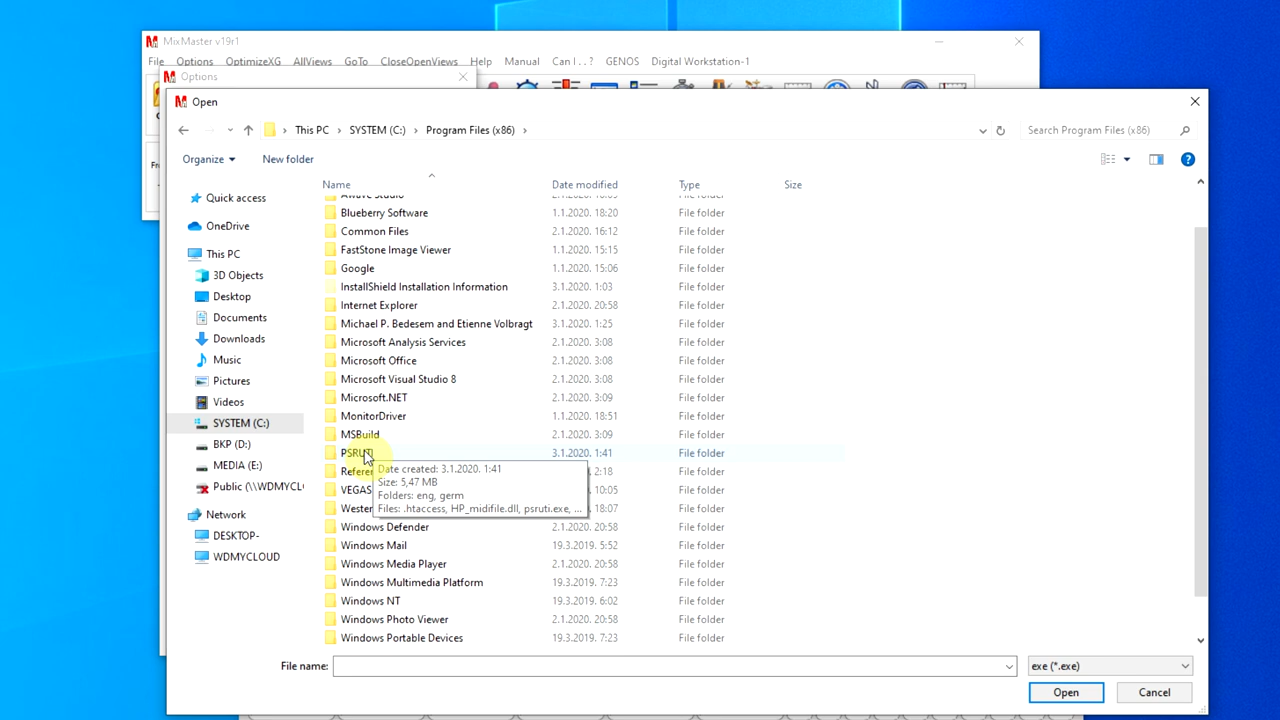 MixMaster v19r1
File Options OptimizeXG AllViews GoTo CloseOpenViews Help Manual Can I . . ? GENOS Digital Workstation-1
Options
Open
This PC SYSTEM (C:) Program Files (x86)
Search Program Files (x86)
Organize New folder
Name Date modified Type Size
Quick access
OneDrive
This PC
3D Objects
Desktop
Documents
Downloads
Music
Pictures
Videos
SYSTEM (C:)
BKP (D:)
MEDIA (E:)
Public (\\WDMYCL
Network
DESKTOP-
WDMYCLOUD
Blueberry Software 1.1.2020. 18:20 File folder
Common Files 2.1.2020. 16:12 File folder
FastStone Image Viewer 1.1.2020. 15:15 File folder
Google 1.1.2020. 15:06 File folder
InstallShield Installation Information 3.1.2020. 1:03 File folder
Internet Explorer 2.1.2020. 20:58 File folder
Michael P. Bedesem and Etienne Volbragt 3.1.2020. 1:25 File folder
Microsoft Analysis Services 2.1.2020. 3:08 File folder
Microsoft Office 2.1.2020. 3:08 File folder
Microsoft Visual Studio 8 2.1.2020. 3:08 File folder
Microsoft.NET 2.1.2020. 3:08 File folder
MonitorDriver 1.1.2020. 18:51 File folder
MSBuild 2.1.2020. 3:09 File folder
PSRUTI 3.1.2020. 1:41 File folder
Refere . 2:18 File folder
VEGAS . 10:05 File folder
Wester . 18:07 File folder
Windows Defender 2.1.2020. 20:58 File folder
Windows Mail 19.3.2019. 5:52 File folder
Windows Media Player 2.1.2020. 20:58 File folder
Windows Multimedia Platform 19.3.2019. 7:23 File folder
Windows NT 19.3.2019. 6:02 File folder
Windows Photo Viewer 2.1.2020. 20:58 File folder
Windows Portable Devices 19.3.2019. 7:23 File folder
Date created: 3.1.2020. 1:41
Size: 5,47 MB
Folders: eng, germ
Files: .htaccess, HP_midifile.dll, psruti.exe, ...
File name:
exe (*.exe)
Open Cancel